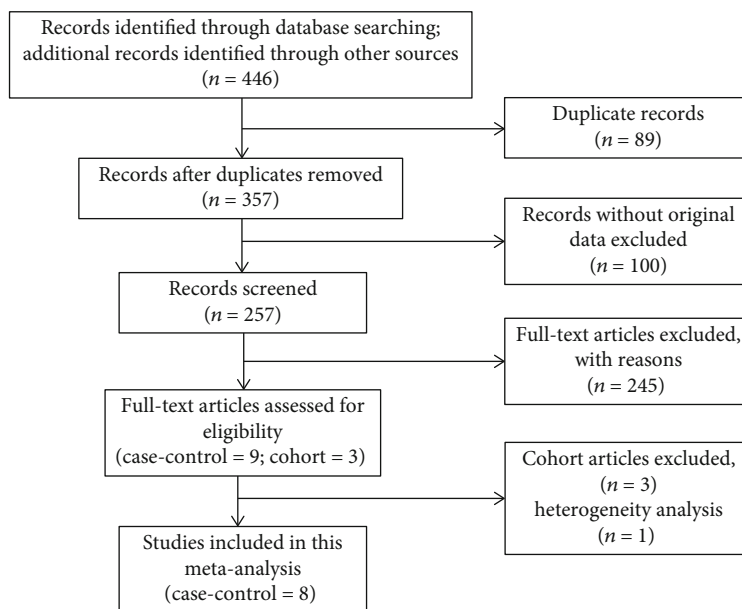 Records identified through database searching;
additional records identified through other sources
(n = 446)
Duplicate records
(n = 89)
Records after duplicates removed
(n = 357)
Records without original
data excluded
(n = 100)
Records screened
(n = 257)
Full-text articles excluded,
with reasons
(n = 245)
Full-text articles assessed for
eligibility
(case-control = 9; cohort = 3)
Cohort articles excluded,
(n = 3)
heterogeneity analysis
(n = 1)
Studies included in this
meta-analysis
(case-control = 8)